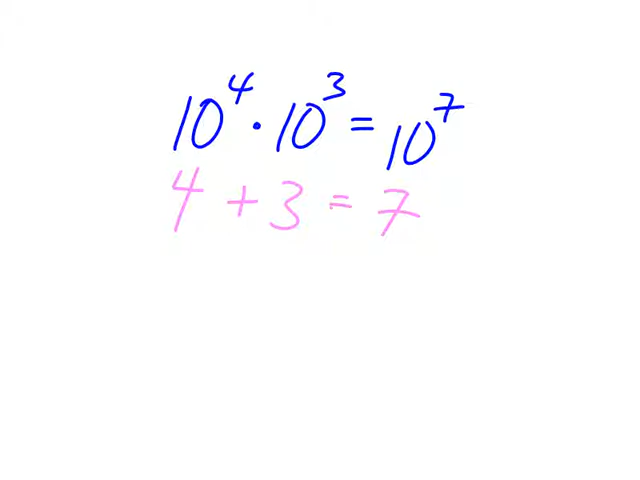 10⁴ · 10³ = 10⁷
4 + 3 = 7